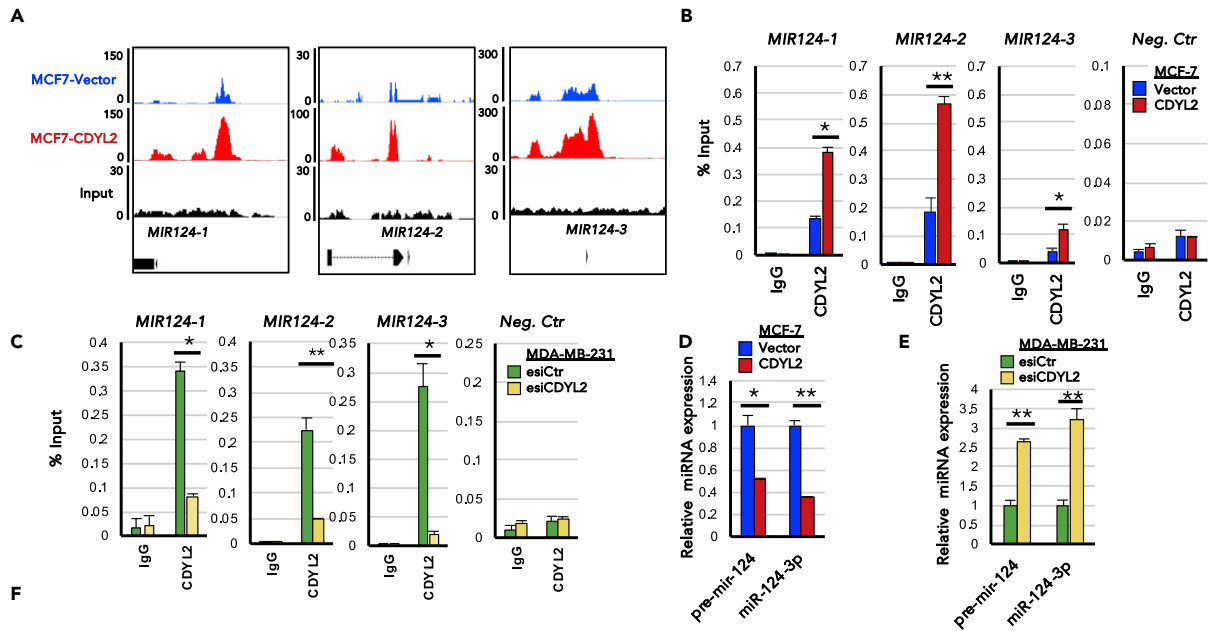 A
150
30
300
MCF7-Vector
0
0
0
150
100
300
MCF7-CDYL2
0
0
0
30
30
30
Input
0
0
0
MIR124-1
MIR124-2
MIR124-3
B
MIR124-1
MIR124-2
MIR124-3
Neg. Ctr
0.7
0.7
0.7
0.1
MCF-7
Vector
CDYL2
0.6
0.6
0.6
0.08
0.5
0.5
0.5
0.4
0.4
0.4
0.06
0.3
0.3
0.3
0.04
0.2
0.2
0.2
0.02
0.1
0.1
0.1
0
0
0
0
% Input
*
**
*
IgG
CDYL2
IgG
CDYL2
IgG
CDYL2
IgG
CDYL2
C
MIR124-1
MIR124-2
MIR124-3
Neg. Ctr
0.4
0.4
0.35
0.25
MDA-MB-231
esiCtr
esiCDYL2
0.35
0.35
0.3
0.2
0.3
0.3
0.25
0.25
0.25
0.2
0.15
0.2
0.2
0.15
0.1
0.15
0.15
0.1
0.1
0.1
0.05
0.05
0.05
0.05
0
0
0
0
% Input
*
**
*
IgG
CDYL2
IgG
CDYL2
IgG
CDYL2
IgG
CDYL2
D
MCF-7
Vector
CDYL2
1.4
1.2
1
0.8
0.6
0.4
0.2
0
Relative miRNA expression
*
**
pre-mir-124
miR-124-3p
E
MDA-MB-231
esiCtr
esiCDYL2
4
3.5
3
2.5
2
1.5
1
0.5
0
Relative miRNA expression
**
**
pre-mir-124
miR-124-3p
F